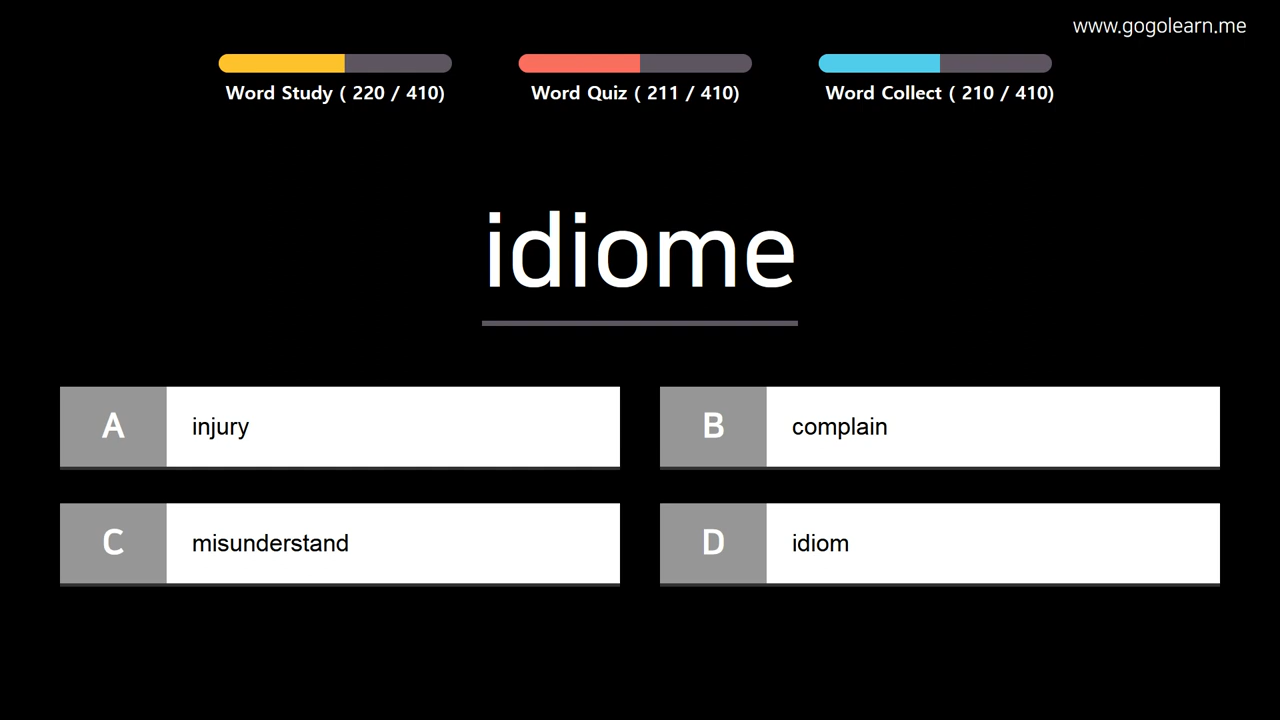 www.gogolearn.me
Word Study ( 220 / 410)
Word Quiz ( 211 / 410)
Word Collect ( 210 / 410)
idiome
A injury
B complain
C misunderstand
D idiom